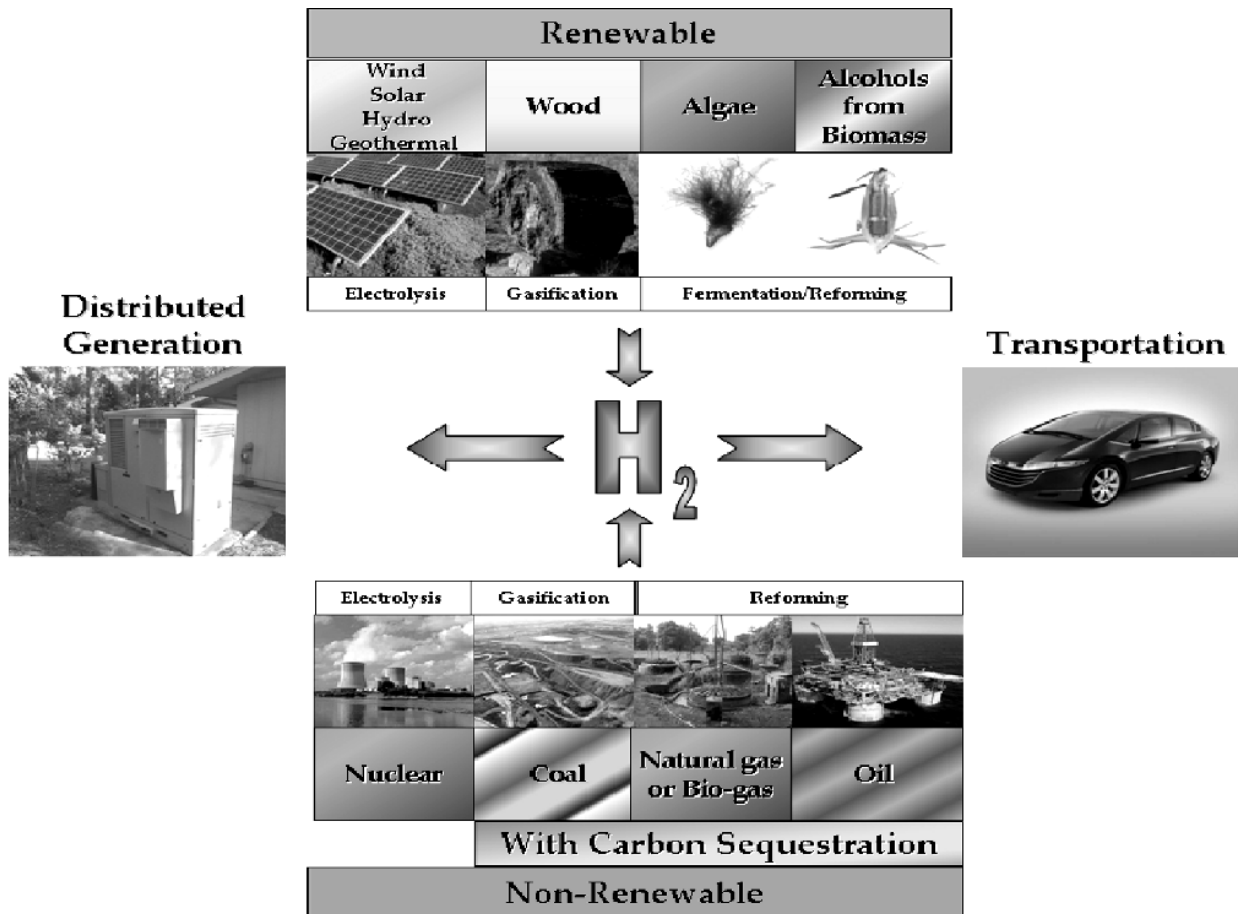 Renewable
Wind
Solar
Hydro
Geothermal
Wood
Algae
Alcohols
from
Biomass
Electrolysis
Gasification
Fermentation/Reforming
Distributed
Generation
H2
Transportation
Electrolysis
Gasification
Reforming
Nuclear
Coal
Natural gas
or Bio-gas
Oil
With Carbon Sequestration
Non-Renewable